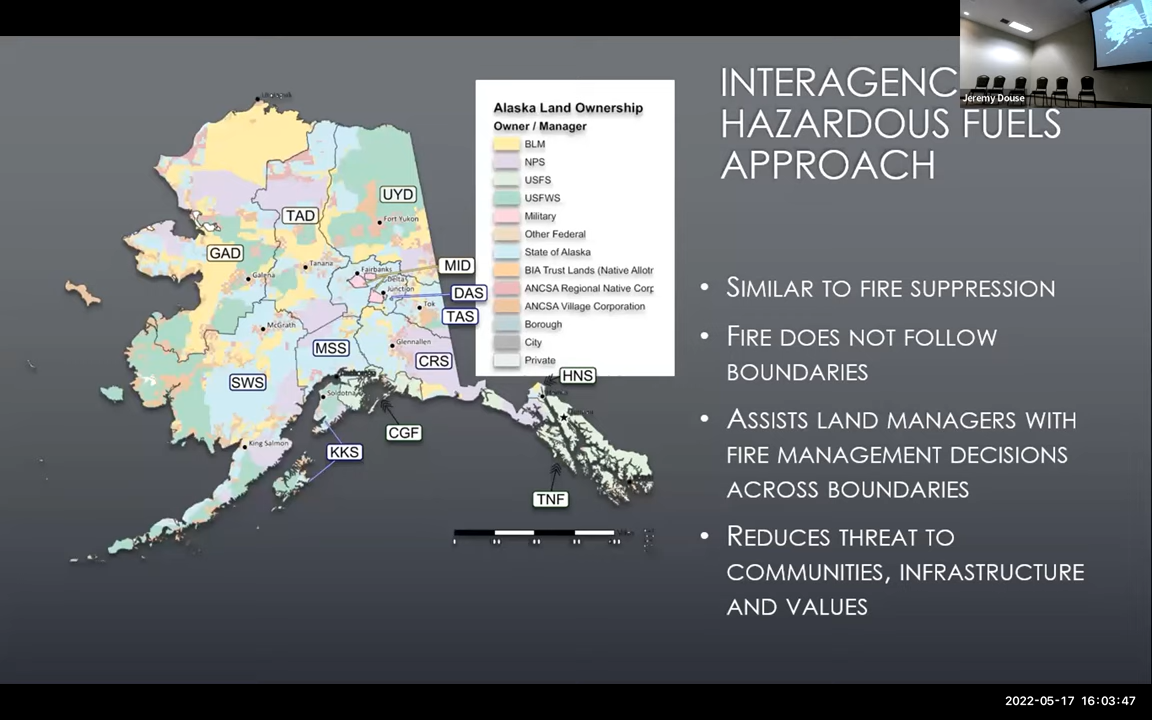 INTERAGENC
HAZARDOUS FUELS
APPROACH
Jeremy Douse
Alaska Land Ownership
Owner / Manager
BLM
NPS
USFS
USFWS
Military
Other Federal
State of Alaska
BIA Trust Lands (Native Allotr
ANCSA Regional Native Corp
ANCSA Village Corporation
Borough
City
Private
UYD
Fort Yukon
TAD
GAD
Galena
Tanana
Fairbanks
MID
Delta
Junction
DAS
Tok
TAS
McGrath
MSS
Glennallen
CRS
SWS
Soldotna
HNS
CGF
King Salmon
KKS
TNF
• SIMILAR TO FIRE SUPPRESSION
• FIRE DOES NOT FOLLOW
BOUNDARIES
• ASSISTS LAND MANAGERS WITH
FIRE MANAGEMENT DECISIONS
ACROSS BOUNDARIES
• REDUCES THREAT TO
COMMUNITIES, INFRASTRUCTURE
AND VALUES
2022-05-17 16:03:47